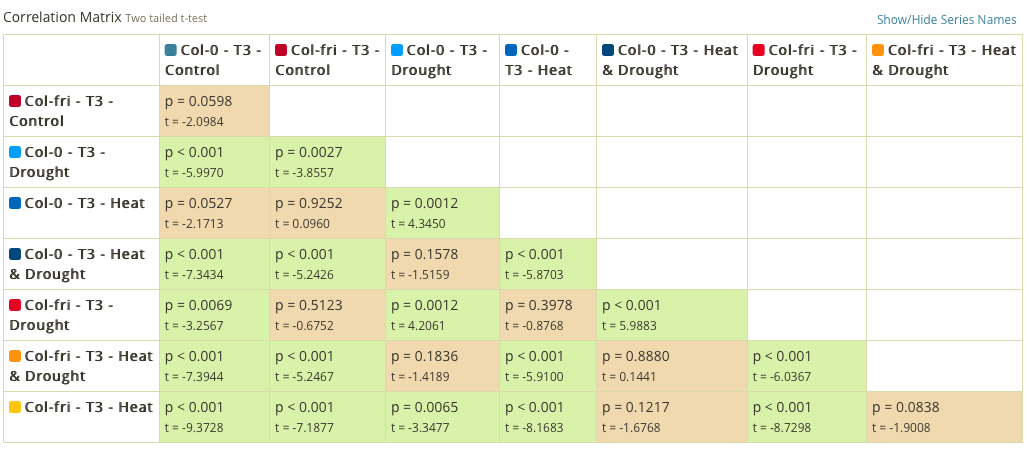 Correlation Matrix Two tailed t-test
Show/Hide Series Names
Col-0 - T3 - Control
Col-fri - T3 - Control
Col-0 - T3 - Drought
Col-0 - T3 - Heat
Col-0 - T3 - Heat & Drought
Col-fri - T3 - Drought
Col-fri - T3 - Heat & Drought
Col-fri - T3 - Control
p = 0.0598
t = -2.0984
Col-0 - T3 - Drought
p < 0.001
t = -5.9970
p = 0.0027
t = -3.8557
Col-0 - T3 - Heat
p = 0.0527
t = -2.1713
p = 0.9252
t = 0.0960
p = 0.0012
t = 4.3450
Col-0 - T3 - Heat & Drought
p < 0.001
t = -7.3434
p < 0.001
t = -5.2426
p = 0.1578
t = -1.5159
p < 0.001
t = -5.8703
Col-fri - T3 - Drought
p = 0.0069
t = -3.2567
p = 0.5123
t = -0.6752
p = 0.0012
t = 4.2061
p = 0.3978
t = -0.8768
p < 0.001
t = 5.9883
Col-fri - T3 - Heat & Drought
p < 0.001
t = -7.3944
p < 0.001
t = -5.2467
p = 0.1836
t = -1.4189
p < 0.001
t = -5.9100
p = 0.8880
t = 0.1441
p < 0.001
t = -6.0367
Col-fri - T3 - Heat
p < 0.001
t = -9.3728
p < 0.001
t = -7.1877
p = 0.0065
t = -3.3477
p < 0.001
t = -8.1683
p = 0.1217
t = -1.6768
p < 0.001
t = -8.7298
p = 0.0838
t = -1.9008